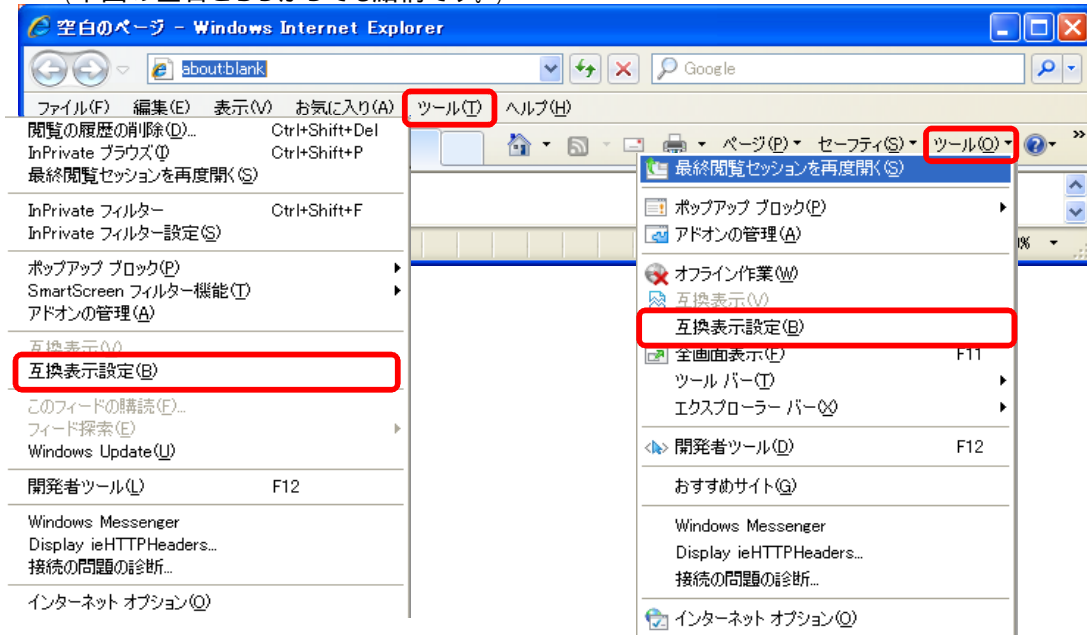 空白のページ - Windows Internet Explorer
about:blank
Google
ファイル(F) 編集(E) 表示(V) お気に入り(A) ツール(T) ヘルプ(H)
閲覧の履歴の削除(D)... Ctrl+Shift+Del
InPrivate ブラウズ(I) Ctrl+Shift+P
最終閲覧セッションを再度開く(S)
InPrivate フィルター Ctrl+Shift+F
InPrivate フィルター設定(S)
ポップアップ ブロック(P)
SmartScreen フィルター機能(T)
アドオンの管理(A)
互換表示(V)
互換表示設定(B)
このフィードの購読(F)...
フィード探索(E)
Windows Update(U)
開発者ツール(L) F12
Windows Messenger
Display ieHTTPHeaders...
接続の問題の診断...
インターネット オプション(O)
ページ(P) セーフティ(S) ツール(O)
最終閲覧セッションを再度開く(S)
ポップアップ ブロック(P)
アドオンの管理(A)
オフライン作業(W)
互換表示(V)
互換表示設定(B)
全画面表示(F) F11
ツール バー(T)
エクスプローラー バー(X)
開発者ツール(D) F12
おすすめサイト(G)
Windows Messenger
Display ieHTTPHeaders...
接続の問題の診断...
インターネット オプション(O)